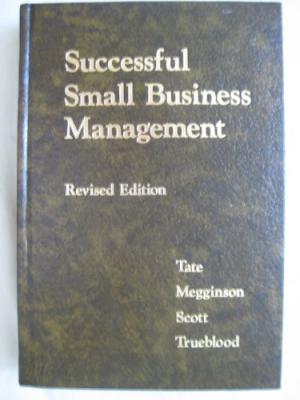 Successful
Small Business
Management
Revised Edition
Tate
Megginson
Scott
Trueblood